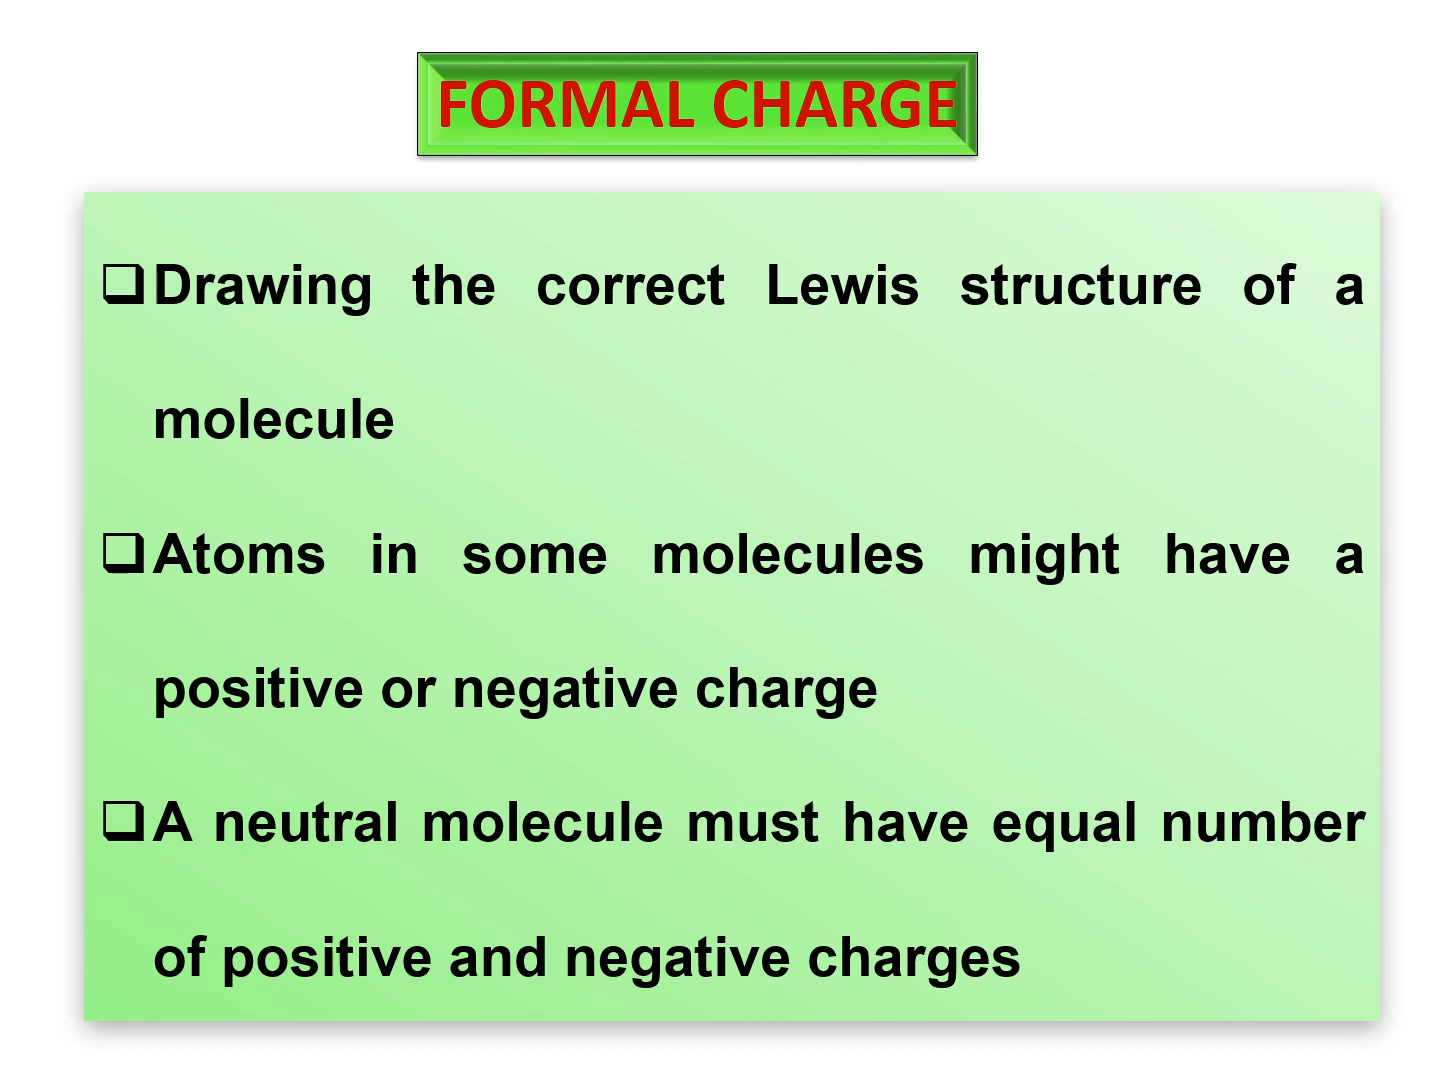 FORMAL CHARGE
❑Drawing the correct Lewis structure of a
molecule
❑Atoms in some molecules might have a
positive or negative charge
❑A neutral molecule must have equal number
of positive and negative charges